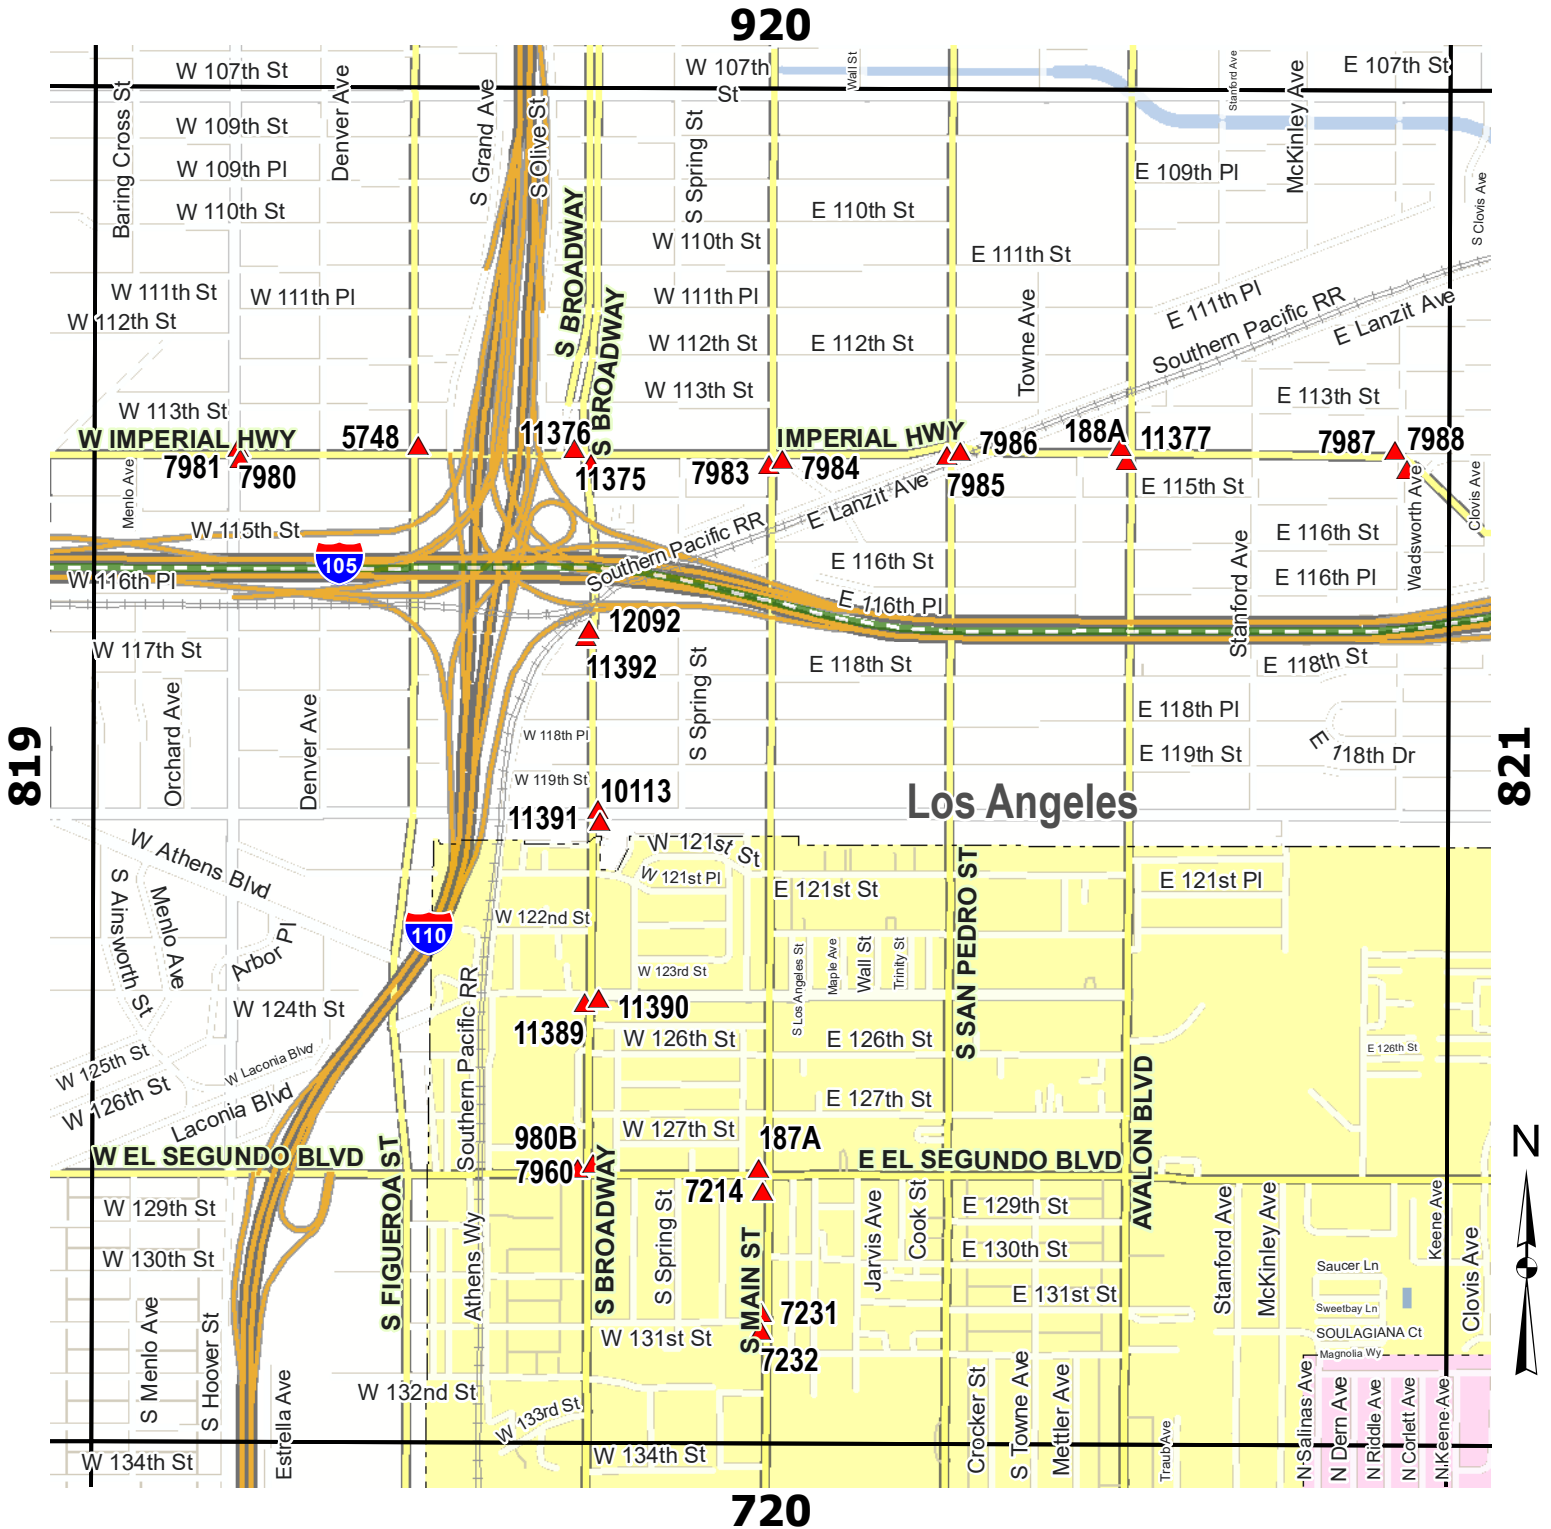 920
W 107th St
W 107th
St
Wall St
Stanford Ave
McKinley Ave
E 107th St
Baring Cross St
Denver Ave
S Grand Ave
S Olive St
S Spring St
W 109th St
W 109th Pl
E 109th Pl
S Clovis Ave
W 110th St
S BROADWAY
E 110th St
W 110th St
E 111th St
W 111th St
W 111th Pl
W 111th Pl
E 111th Pl
Southern Pacific RR
E Lanzit Ave
W 112th St
S BROADWAY
W 112th St
E 112th St
Towne Ave
W 113th St
W 113th St
E 113th St
W IMPERIAL HWY
5748
11376
IMPERIAL HWY
7986
188A
11377
7987
7988
7981
7980
11375
7983
7984
7985
E 115th St
Menlo Ave
Wadsworth Ave
Clovis Ave
W 115th St
E Lanzit Ave
Southern Pacific RR
E 116th St
E 116th St
105
W 116th Pl
E 116th Pl
E 116th Pl
Stanford Ave
12092
11392
W 117th St
E 118th St
E 118th St
S Spring St
Orchard Ave
Denver Ave
E 118th Pl
W 118th Pl
E 119th St
E 118th Dr
819
821
W 119th St
10113
11391
Los Angeles
W Athens Blvd
W 121st St
W 121st Pl
E 121st St
E 121st Pl
S Ainsworth St
Menlo Ave
Arbor Pl
110
W 122nd St
S SAN PEDRO ST
W 123rd St
S Los Angeles St
Maple Ave
Wall St
Trinity St
Southern Pacific RR
W 124th St
11390
11389
W 126th St
E 126th St
E 126th St
W 125th St
W Laconia Blvd
W 126th St
Laconia Blvd
E 127th St
W 127th St
AVALON BLVD
980B
187A
W EL SEGUNDO BLVD
7960
E EL SEGUNDO BLVD
7214
S FIGUEROA ST
S BROADWAY
W 129th St
S Spring St
Jarvis Ave
Cook St
E 129th St
Stanford Ave
McKinley Ave
Keene Ave
Clovis Ave
N
W 130th St
Athens Wy
S MAIN ST
E 130th St
Saucer Ln
E 131st St
Sweetbay Ln
7231
W 131st St
7232
SOULAGIANA Ct
Magnolia Wy
S Menlo Ave
S Hoover St
Estrella Ave
W 132nd St
W 133rd St
Crocker St
S Towne Ave
Mettler Ave
Traub Ave
N Salinas Ave
N Dern Ave
N Riddle Ave
N Corlett Ave
N Keene Ave
W 134th St
W 134th St
720